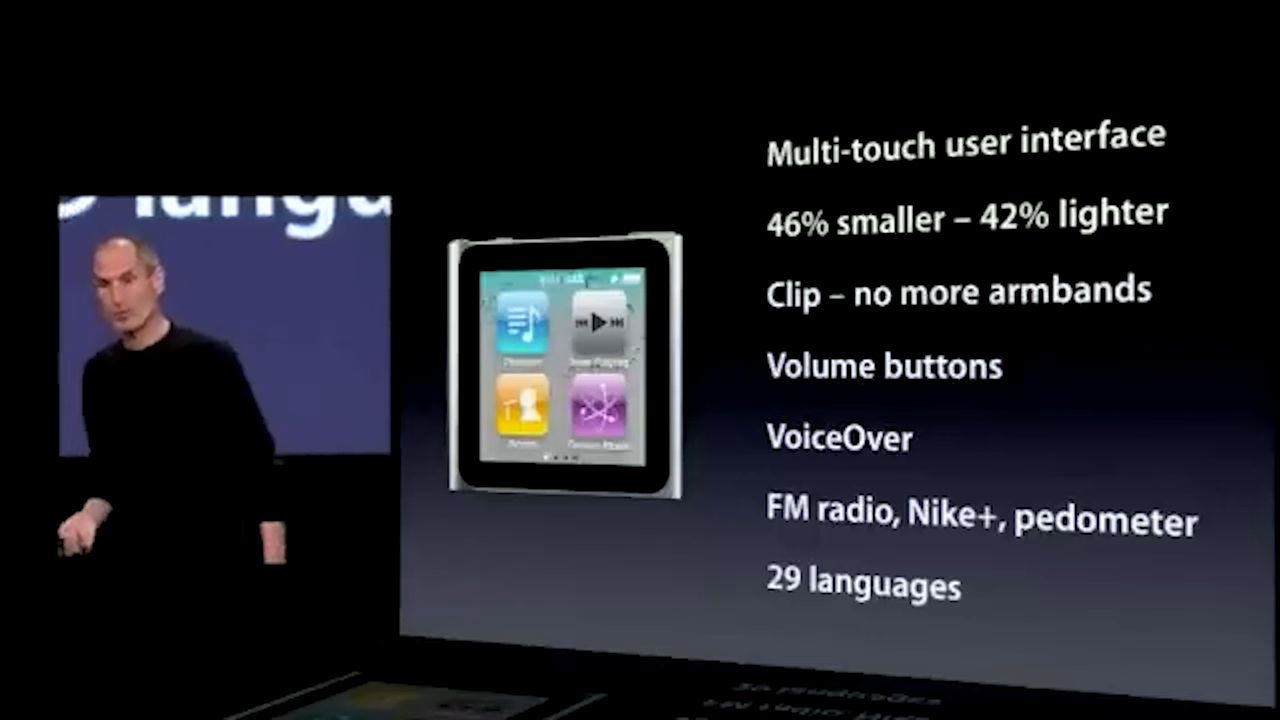 langu
Multi-touch user interface
46% smaller – 42% lighter
Clip – no more armbands
Volume buttons
VoiceOver
FM radio, Nike+, pedometer
29 languages